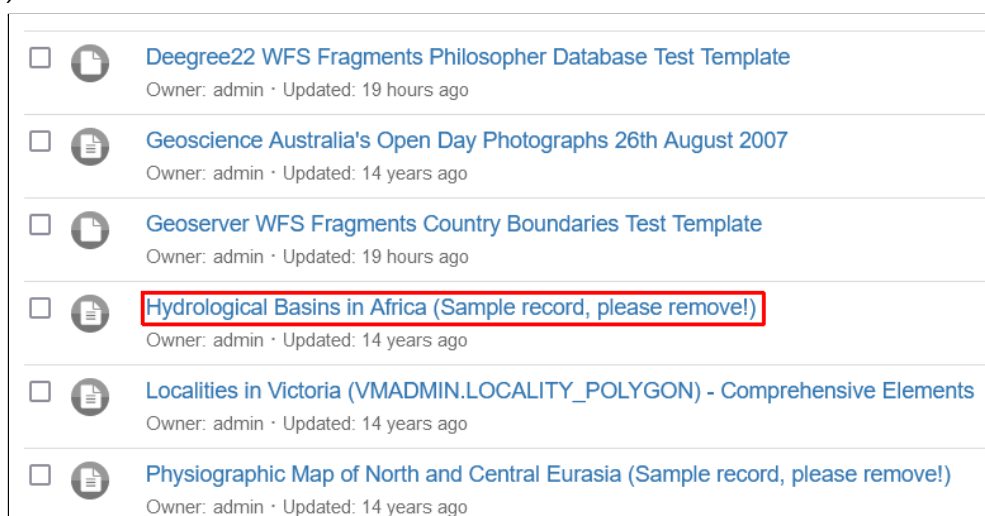 Deegree22 WFS Fragments Philosopher Database Test Template
Owner: admin · Updated: 19 hours ago
Geoscience Australia's Open Day Photographs 26th August 2007
Owner: admin · Updated: 14 years ago
Geoserver WFS Fragments Country Boundaries Test Template
Owner: admin · Updated: 19 hours ago
Hydrological Basins in Africa (Sample record, please remove!)
Owner: admin · Updated: 14 years ago
Localities in Victoria (VMADMIN.LOCALITY_POLYGON) - Comprehensive Elements
Owner: admin · Updated: 14 years ago
Physiographic Map of North and Central Eurasia (Sample record, please remove!)
Owner: admin · Updated: 14 years ago